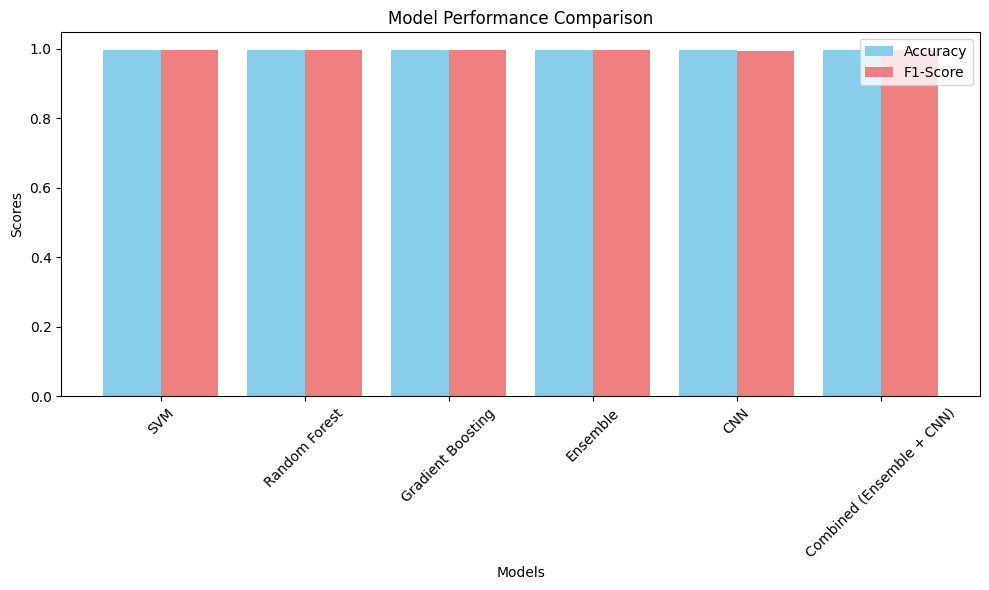 Model Performance Comparison
Accuracy
F1-Score
Scores
1.0
0.8
0.6
0.4
0.2
0.0
SVM
Random Forest
Gradient Boosting
Ensemble
CNN
Combined (Ensemble + CNN)
Models